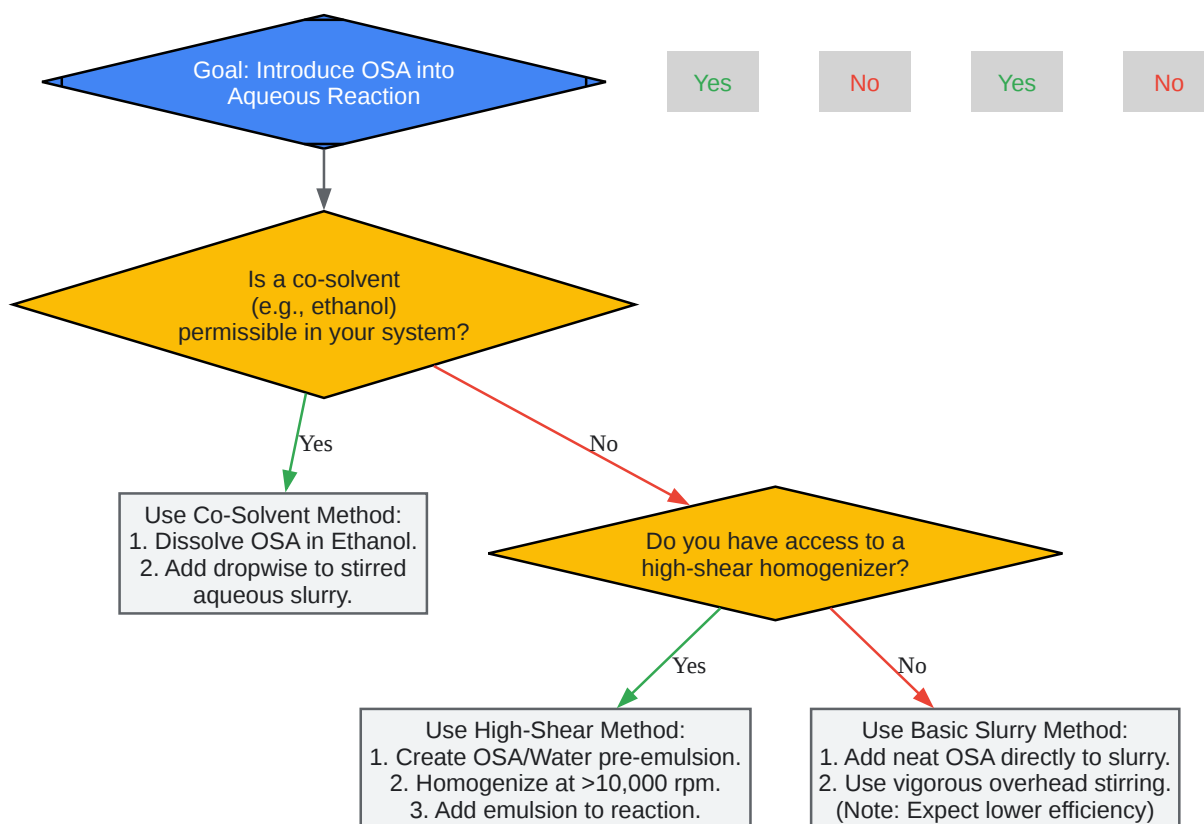 Goal: Introduce OSA into
Aqueous Reaction
Yes
No
Yes
No
Is a co-solvent
(e.g., ethanol)
permissible in your system?
Yes
No
Use Co-Solvent Method:
1. Dissolve OSA in Ethanol.
2. Add dropwise to stirred
aqueous slurry.
Do you have access to a
high-shear homogenizer?
Yes
No
Use High-Shear Method:
1. Create OSA/Water pre-emulsion.
2. Homogenize at >10,000 rpm.
3. Add emulsion to reaction.
Use Basic Slurry Method:
1. Add neat OSA directly to slurry.
2. Use vigorous overhead stirring.
(Note: Expect lower efficiency)